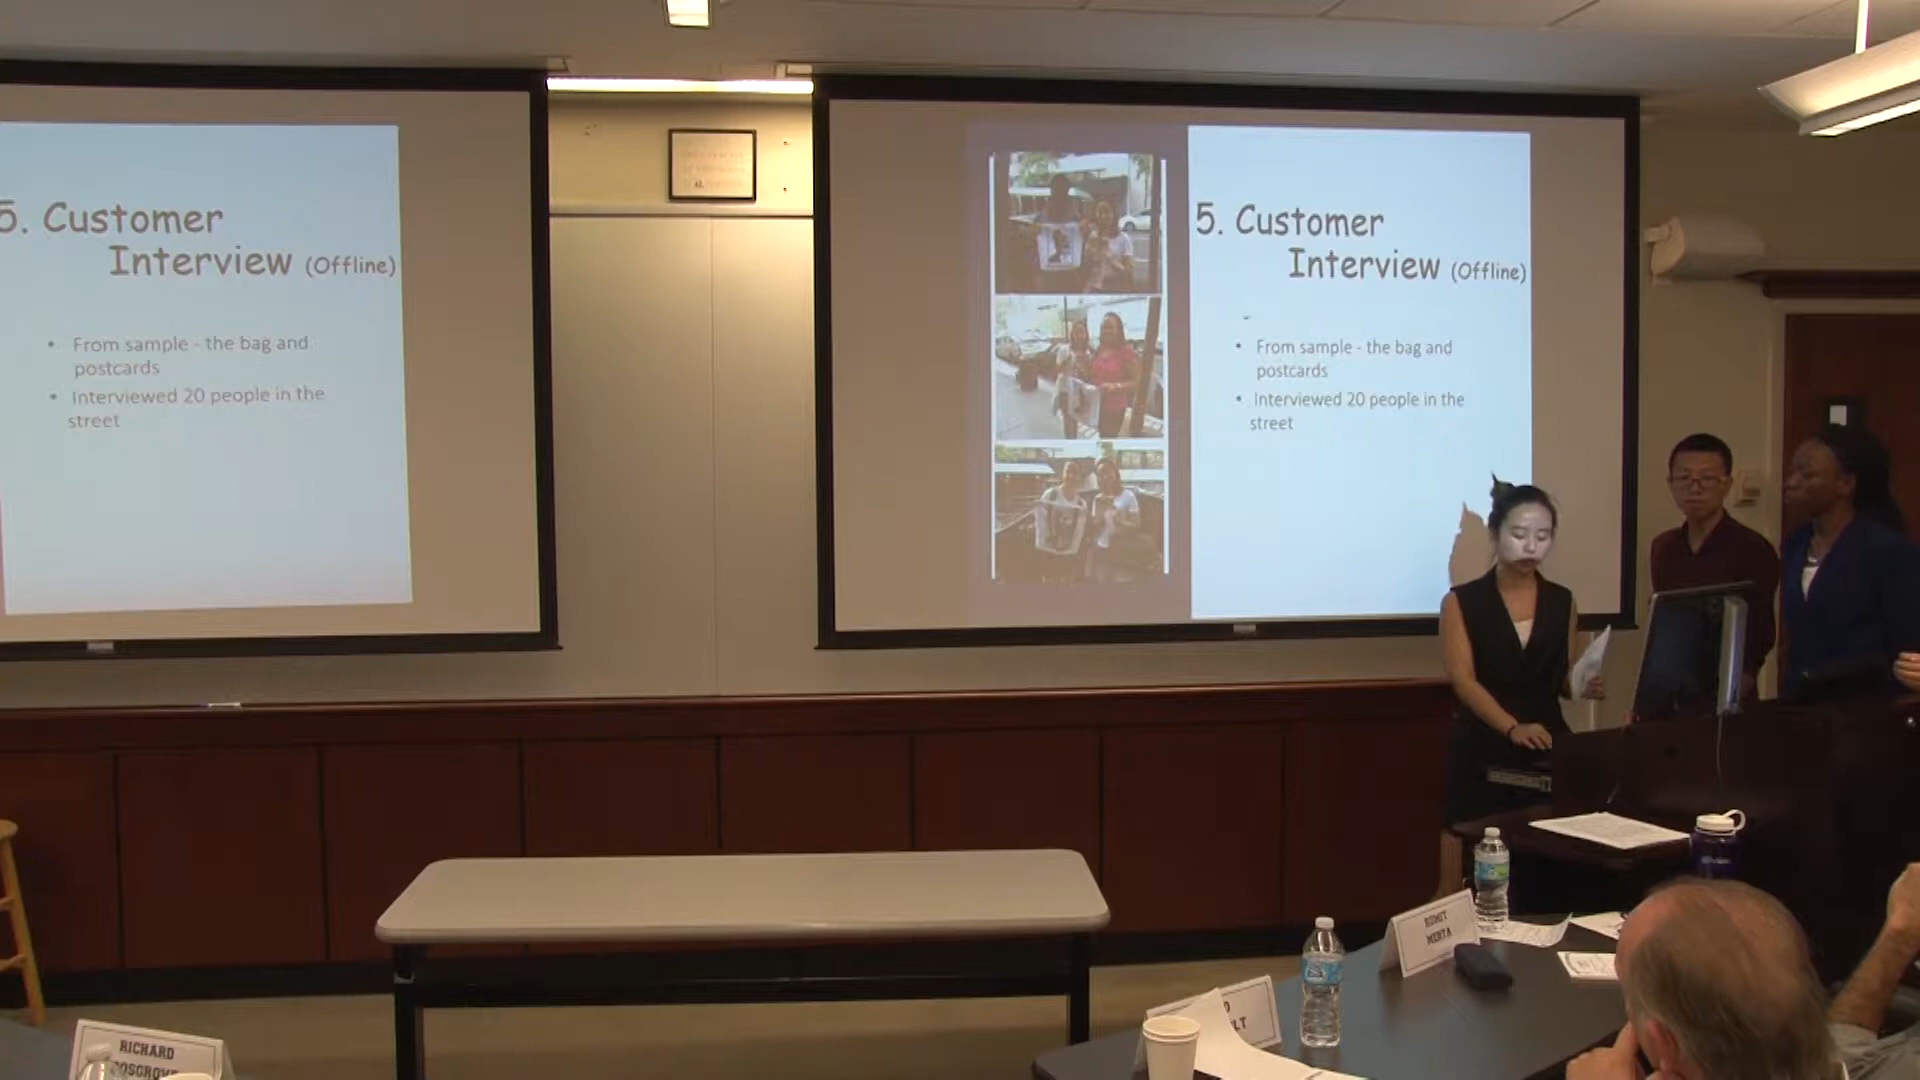 5. Customer
Interview (Offline)
• From sample - the bag and
postcards
• Interviewed 20 people in the
street
5. Customer
Interview (Offline)
• From sample - the bag and
postcards
• Interviewed 20 people in the
street
MEHTA
RICHARD